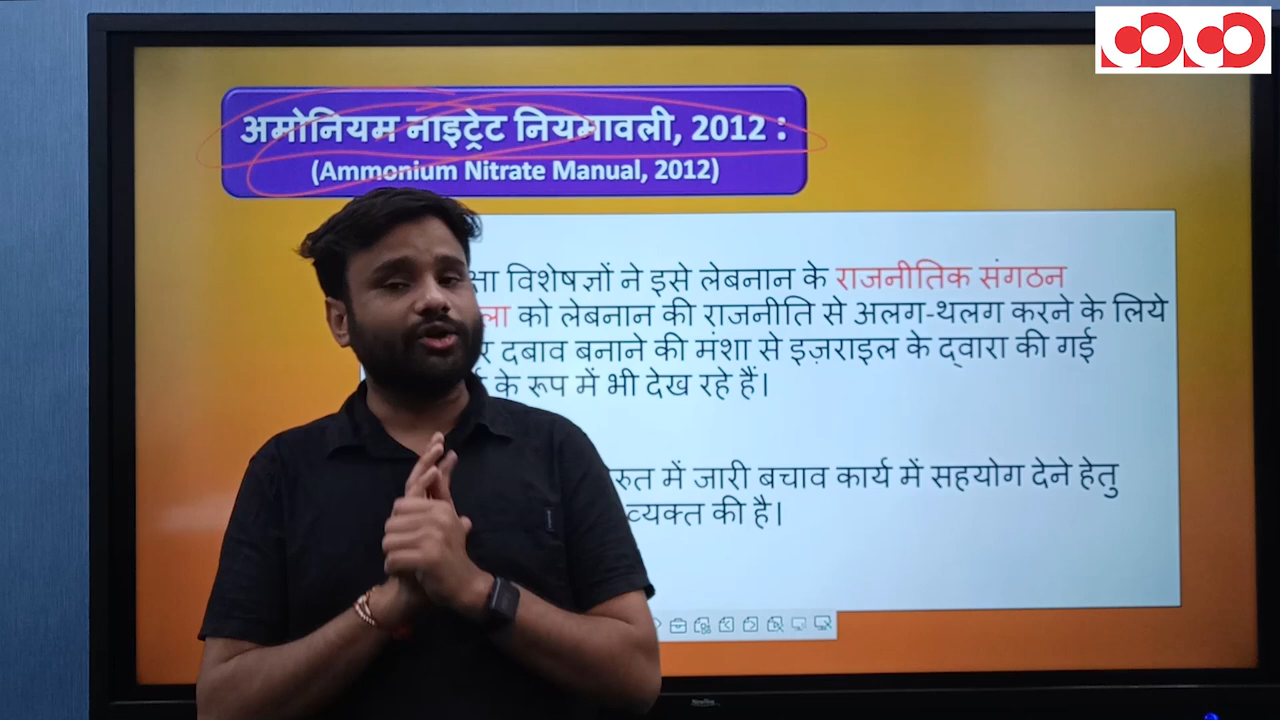 अमोनियम नाइट्रेट नियमावली, 2012 :
(Ammonium Nitrate Manual, 2012)
विशेषज्ञों ने इसे लेबनान के राजनीतिक संगठन
को लेबनान की राजनीति से अलग-थलग करने के लिये
दबाव बनाने की मंशा से इज़राइल के द्वारा की गई
के रूप में भी देख रहे हैं।
में जारी बचाव कार्य में सहयोग देने हेतु
व्यक्त की है।